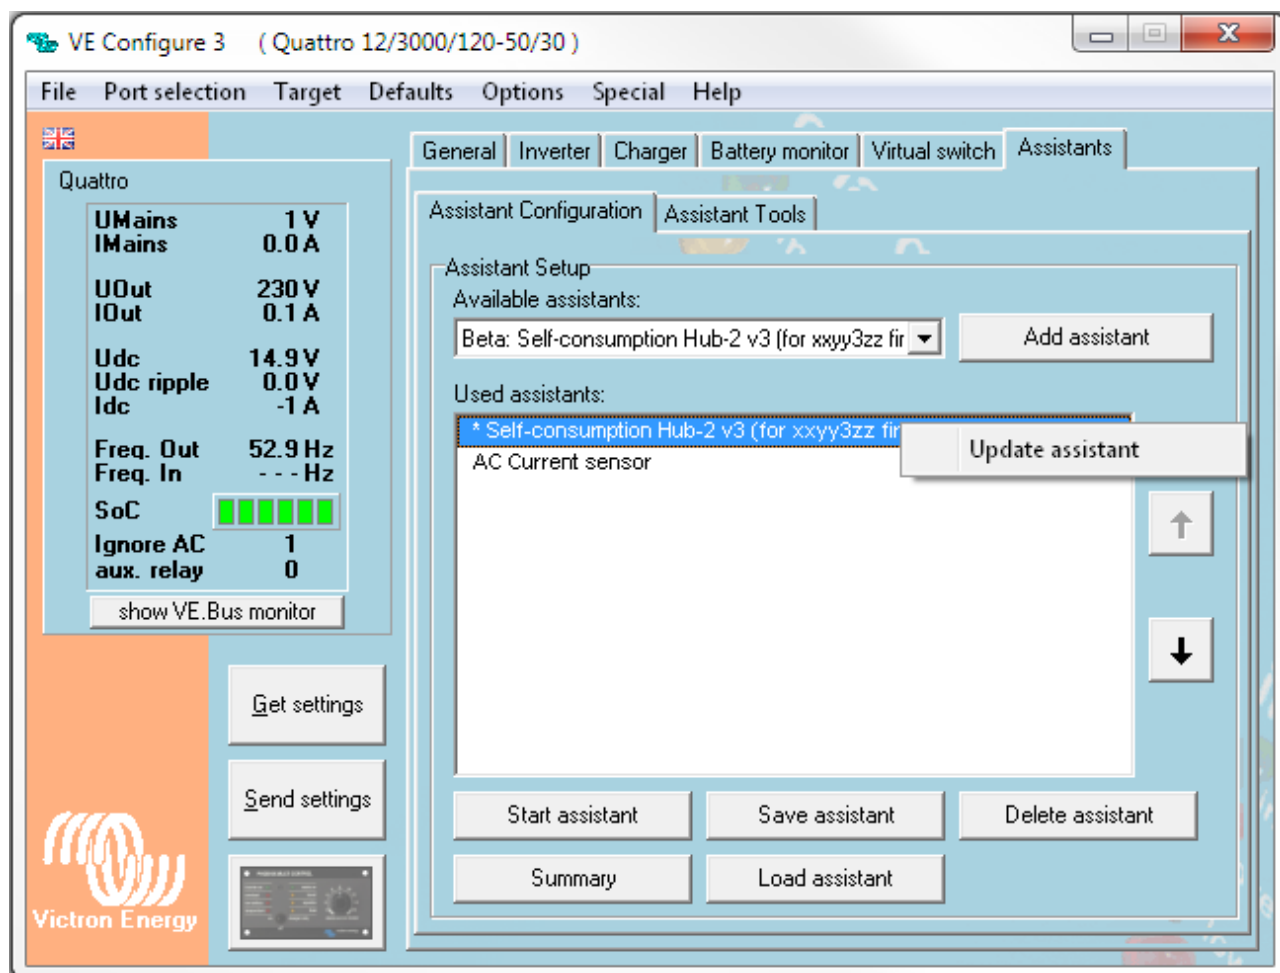 VE Configure 3 ( Quattro 12/3000/120-50/30 )
File Port selection Target Defaults Options Special Help
General Inverter Charger Battery monitor Virtual switch Assistants
Quattro
UMains 1 V
IMains 0.0 A
UOut 230 V
IOut 0.1 A
Udc 14.9 V
Udc ripple 0.0 V
Idc -1 A
Freq. Out 52.9 Hz
Freq. In - - - Hz
SoC
Ignore AC 1
aux. relay 0
show VE.Bus monitor
Get settings
Send settings
Victron Energy
Assistant Configuration Assistant Tools
Assistant Setup
Available assistants:
Beta: Self-consumption Hub-2 v3 (for xxyy3zz fir
Add assistant
Used assistants:
* Self-consumption Hub-2 v3 (for xxyy3zz fir
Update assistant
AC Current sensor
Start assistant Save assistant Delete assistant
Summary Load assistant